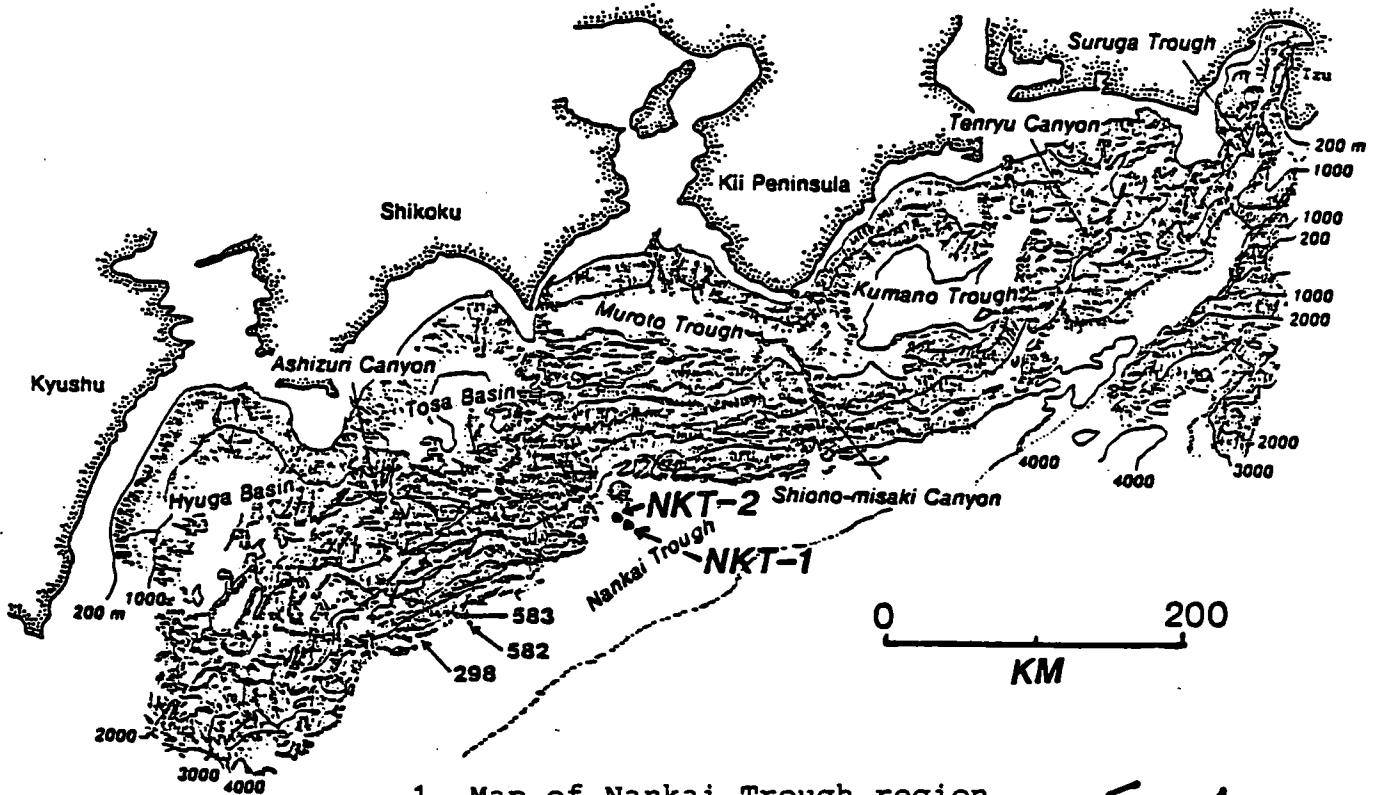 Suruga Trough
Izu
Tenryu Canyon
200 m
1000
Kii Peninsula
Shikoku
1000
200
Kumano Trough
1000
Muroto Trough
2000
Ashizuri Canyon
Kyushu
Tosa Basin
2000
3000
4000
4000
Hyuga Basin
Shiono-misaki Canyon
NKT-2
NKT-1
Nankai Trough
200 m
1000
583
582
298
0 200
KM
2000
3000
4000
1. Map of Nankai Trough region